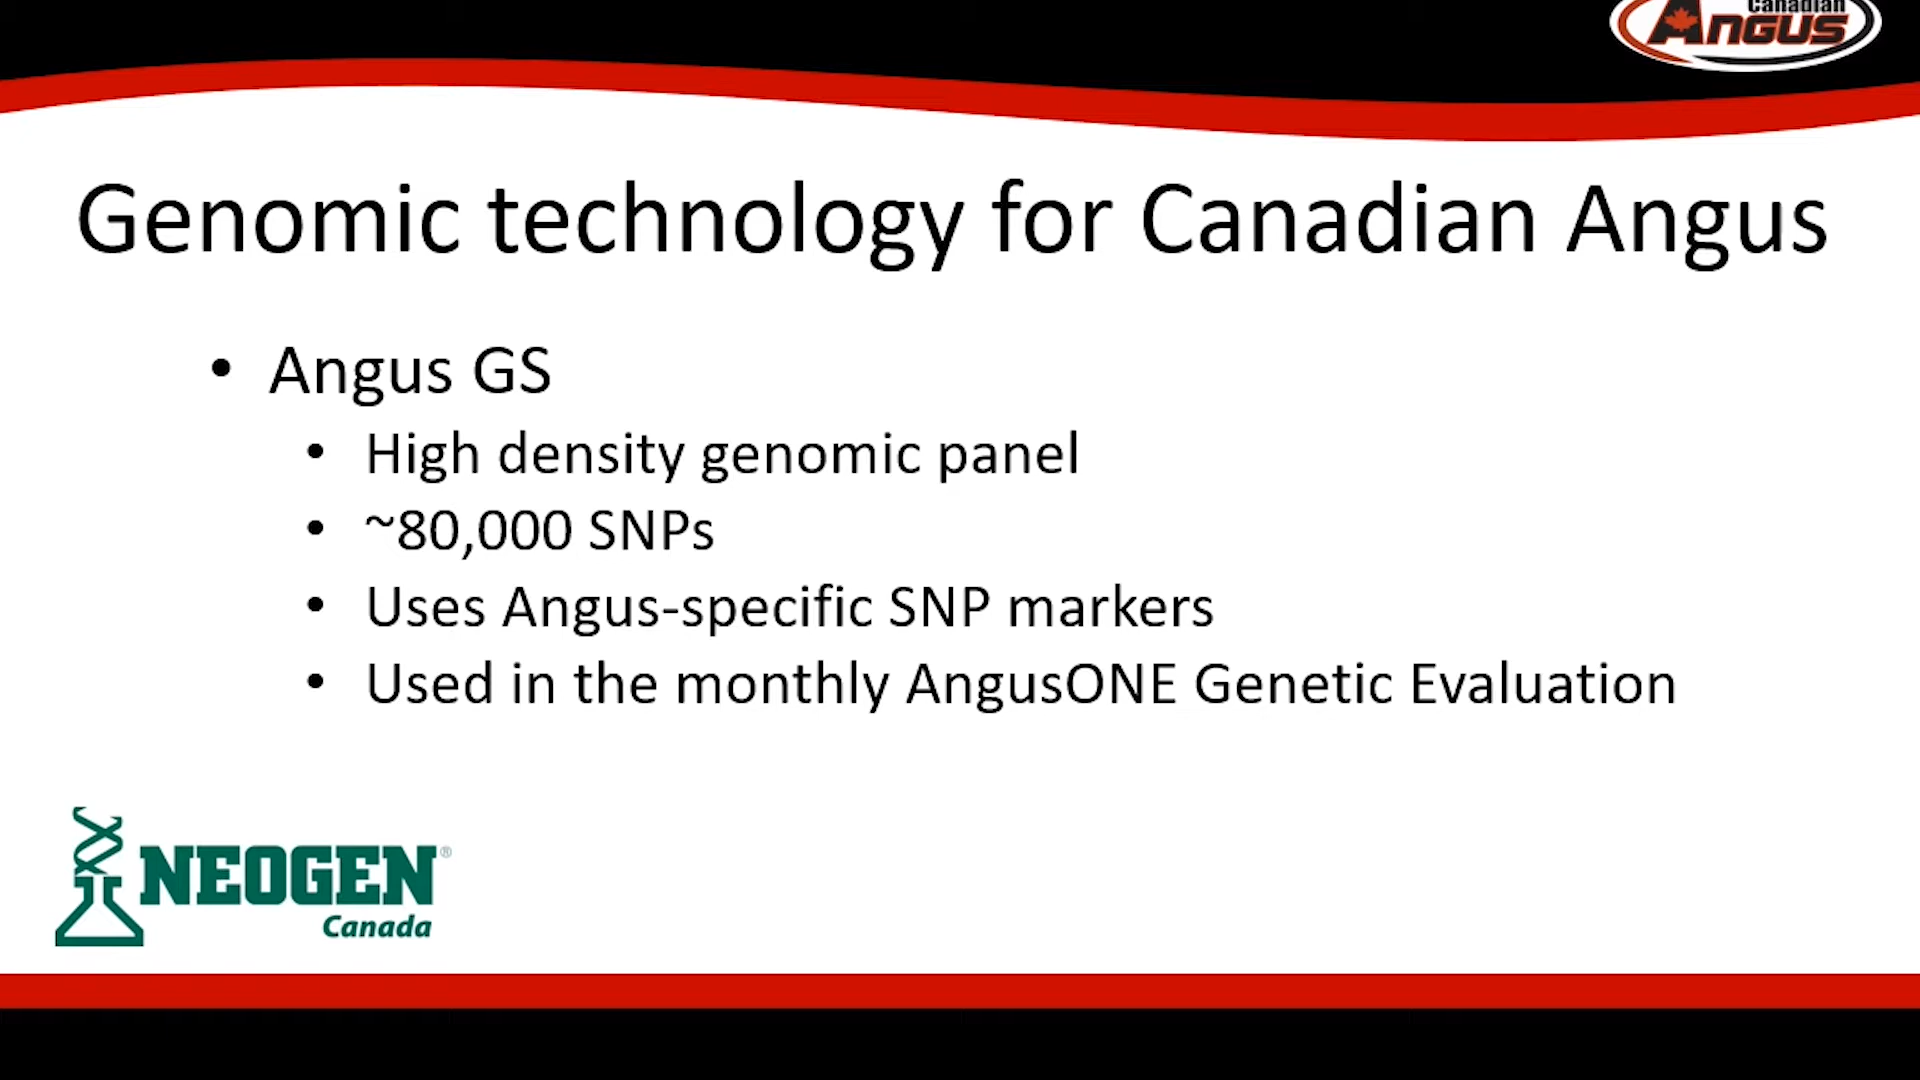 Canadian
ANGUS
Genomic technology for Canadian Angus
• Angus GS
• High density genomic panel
• ~80,000 SNPs
• Uses Angus-specific SNP markers
• Used in the monthly AngusONE Genetic Evaluation
NEOGEN®
Canada